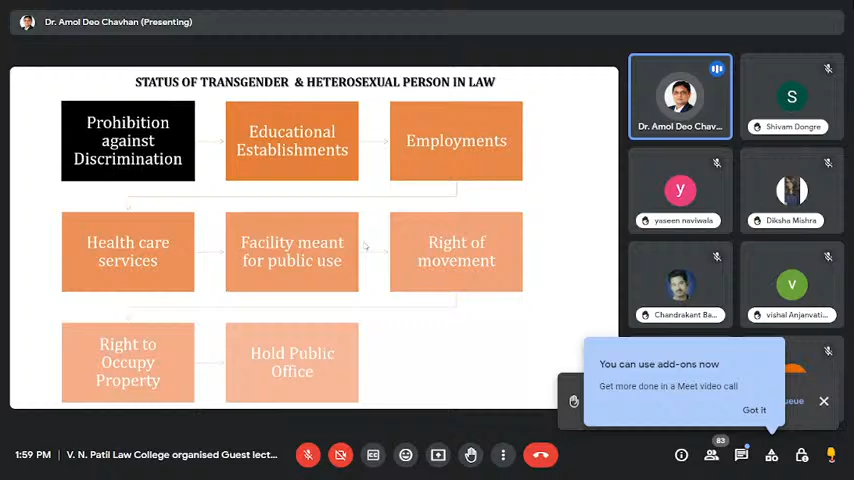 Dr. Amol Deo Chavhan (Presenting)
STATUS OF TRANSGENDER & HETEROSEXUAL PERSON IN LAW
Prohibition
against
Discrimination
Educational
Establishments
Employments
Health care
services
Facility meant
for public use
Right of
movement
Right to
Occupy
Property
Hold Public
Office
Dr. Amol Deo Chav...
S
Shivam Dongre
y
yaseen naviwala
Diksha Mishra
Chandrakant Ba...
v
vishal Anjanvati...
You can use add-ons now
Get more done in a Meet video call
Got it
ueue
1:59 PM | V. N. Patil Law College organised Guest lect...
83